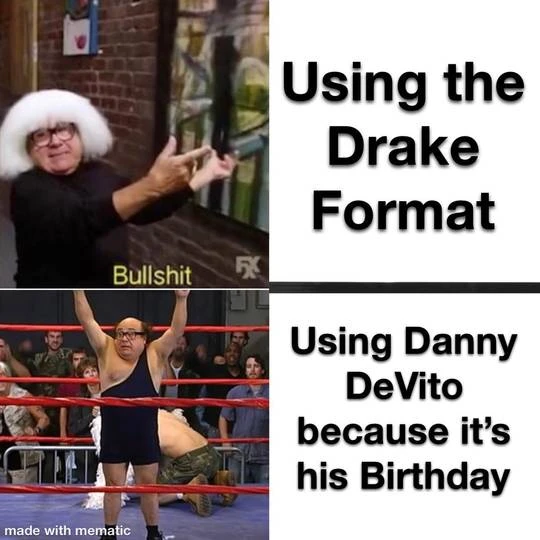 Using the
Drake
Format
FX
Bullshit
Using Danny
DeVito
because it's
his Birthday
made with mematic